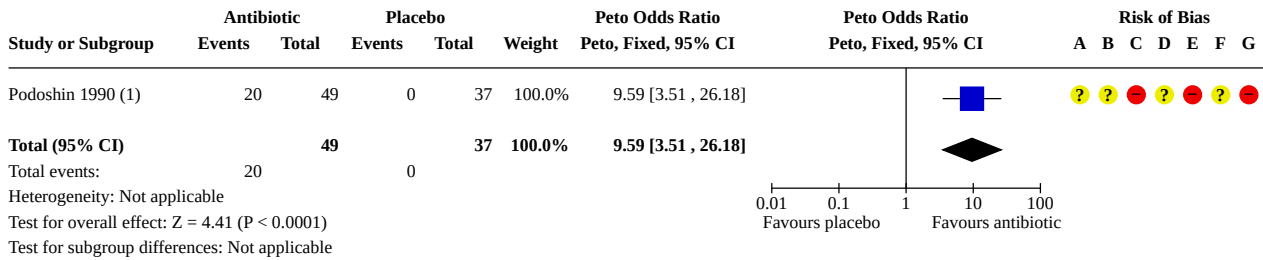 Antibiotic Placebo Peto Odds Ratio Peto Odds Ratio Risk of Bias
Study or Subgroup Events Total Events Total Weight Peto, Fixed, 95% CI Peto, Fixed, 95% CI A B C D E F G
Podoshin 1990 (1) 20 49 0 37 100.0% 9.59 [3.51 , 26.18] ? ? − ? − ? −
Total (95% CI) 49 37 100.0% 9.59 [3.51 , 26.18]
Total events: 20 0
Heterogeneity: Not applicable
0.01 0.1 1 10 100
Test for overall effect: Z = 4.41 (P < 0.0001)
Favours placebo Favours antibiotic
Test for subgroup differences: Not applicable